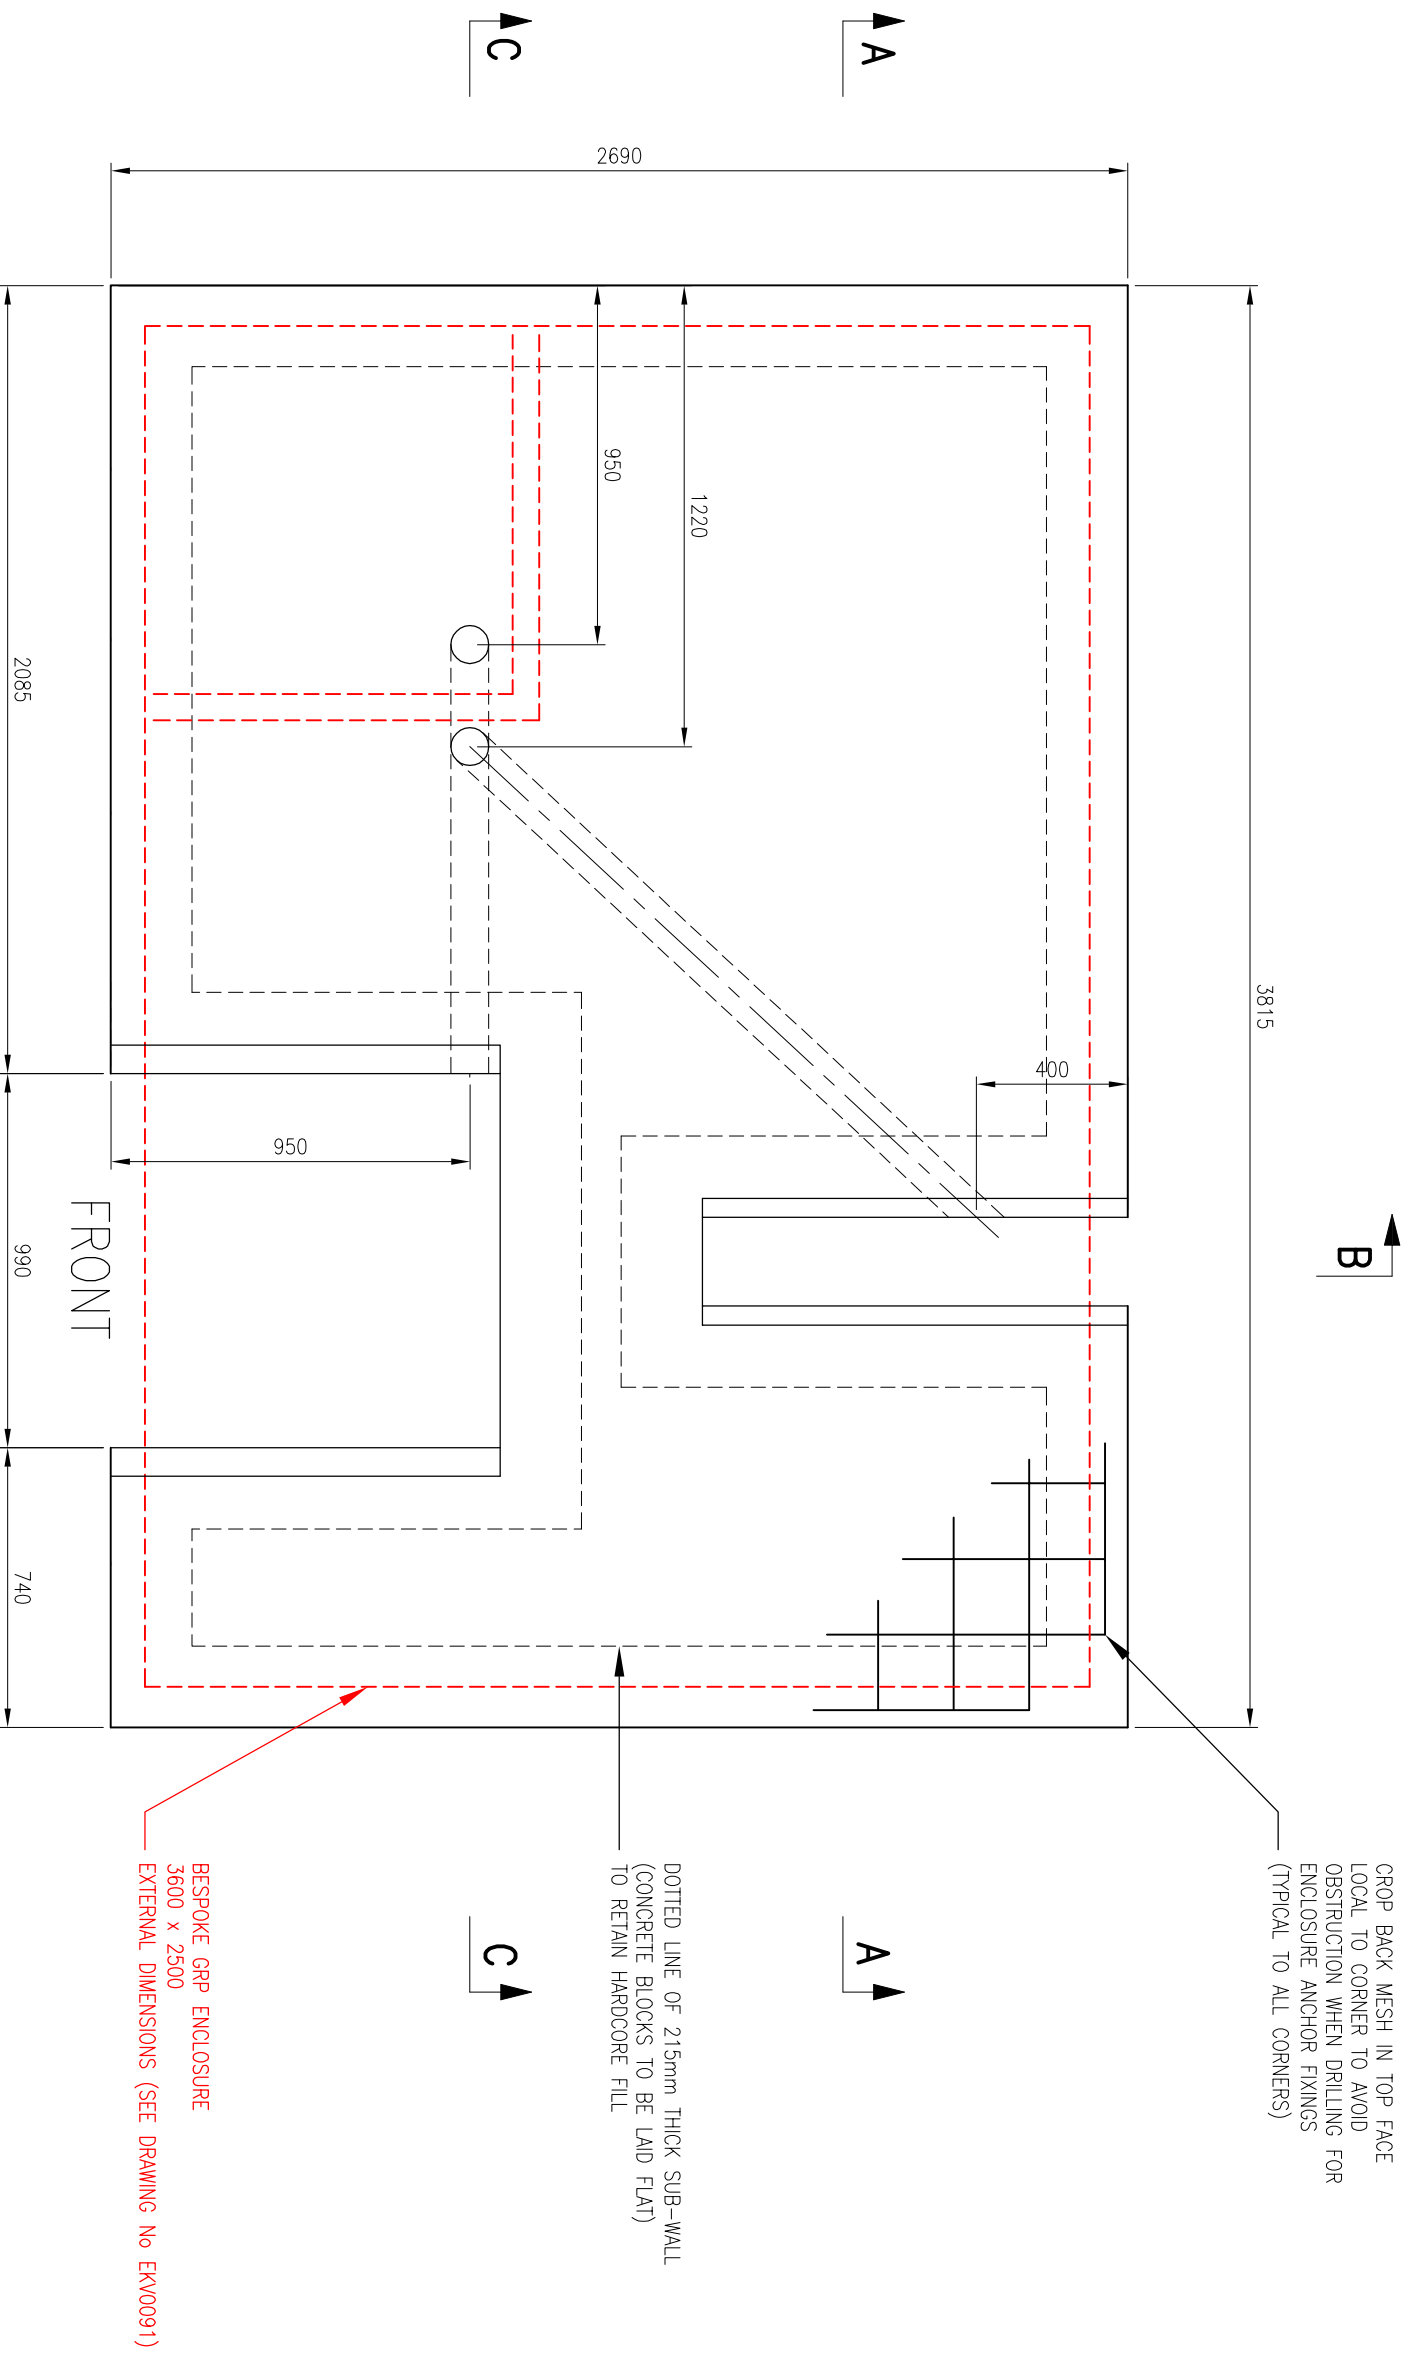 CROP BACK MESH IN TOP FACE
LOCAL TO CORNER TO AVOID
OBSTRUCTION WHEN DRILLING FOR
ENCLOSURE ANCHOR FIXINGS
(TYPICAL TO ALL CORNERS)
B
3815
A
A
2690
400
1220
950
DOTTED LINE OF 215mm THICK SUB-WALL
(CONCRETE BLOCKS TO BE LAID FLAT)
TO RETAIN HARDCORE FILL
C
C
950
BESPOKE GRP ENCLOSURE
3600 x 2500
EXTERNAL DIMENSIONS (SEE DRAWING No EKV0091)
FRONT
2085
990
740